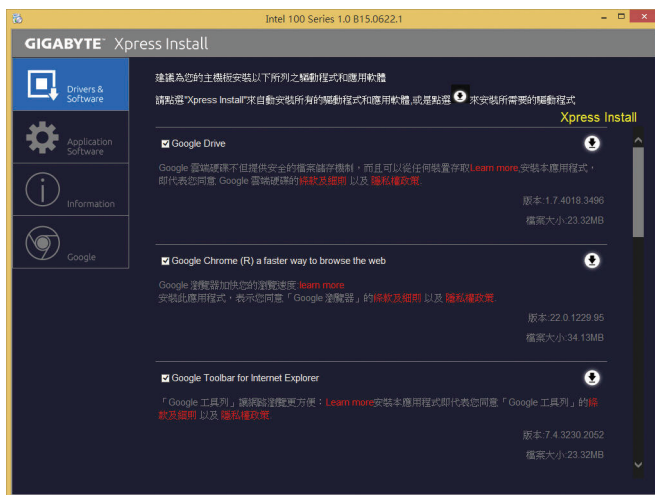 Intel 100 Series 1.0 B15.0622.1
GIGABYTE™ Xpress Install
Drivers &
Software
Application
Software
Information
Google
建議為您的主機板安裝以下所列之驅動程式和應用軟體
請點選"Xpress Install"來自動安裝所有的驅動程式和應用軟體,或是點選 來安裝所需要的驅動程式
Xpress Install
Google Drive
Google 雲端硬碟不但提供安全的檔案儲存機制，而且可以從任何裝置存取Learn more,安裝本應用程式，
即代表您同意 Google 雲端硬碟的條款及細則 以及 隱私權政策.
版本:1.7.4018.3496
檔案大小:23.32MB
Google Chrome (R) a faster way to browse the web
Google 瀏覽器加快您的瀏覽速度.learn more
安裝此應用程式，表示您同意「Google 瀏覽器」的條款及細則 以及 隱私權政策.
版本:22.0.1229.95
檔案大小:34.13MB
Google Toolbar for Internet Explorer
「Google 工具列」讓網路瀏覽更方便：Learn more安裝本應用程式即代表您同意「Google 工具列」的條
款及細則 以及 隱私權政策.
版本:7.4.3230.2052
檔案大小:23.32MB